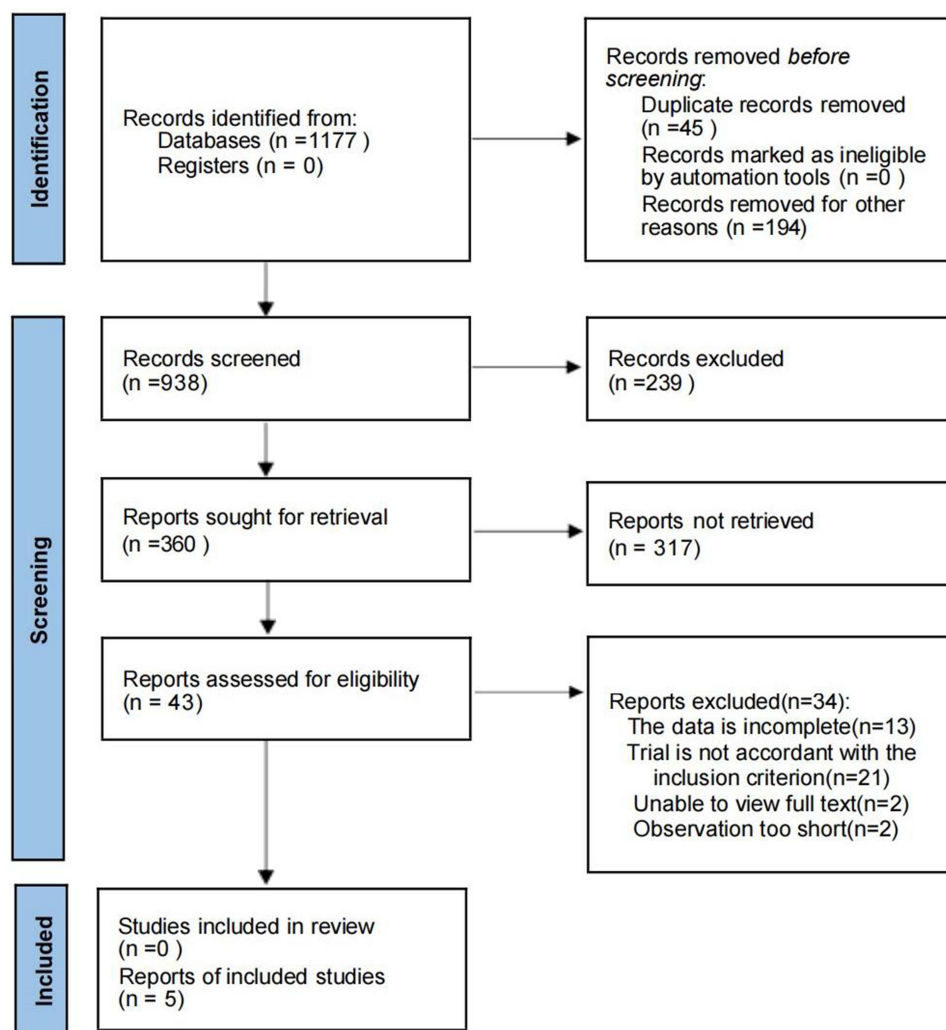 Identification
Records identified from:
Databases (n =1177 )
Registers (n = 0)
Records removed before
screening:
Duplicate records removed
(n =45 )
Records marked as ineligible
by automation tools (n =0 )
Records removed for other
reasons (n =194)
Screening
Records screened
(n =938)
Records excluded
(n =239 )
Reports sought for retrieval
(n =360 )
Reports not retrieved
(n = 317)
Reports assessed for eligibility
(n = 43)
Reports excluded(n=34):
The data is incomplete(n=13)
Trial is not accordant with the
inclusion criterion(n=21)
Unable to view full text(n=2)
Observation too short(n=2)
Included
Studies included in review
(n =0 )
Reports of included studies
(n = 5)